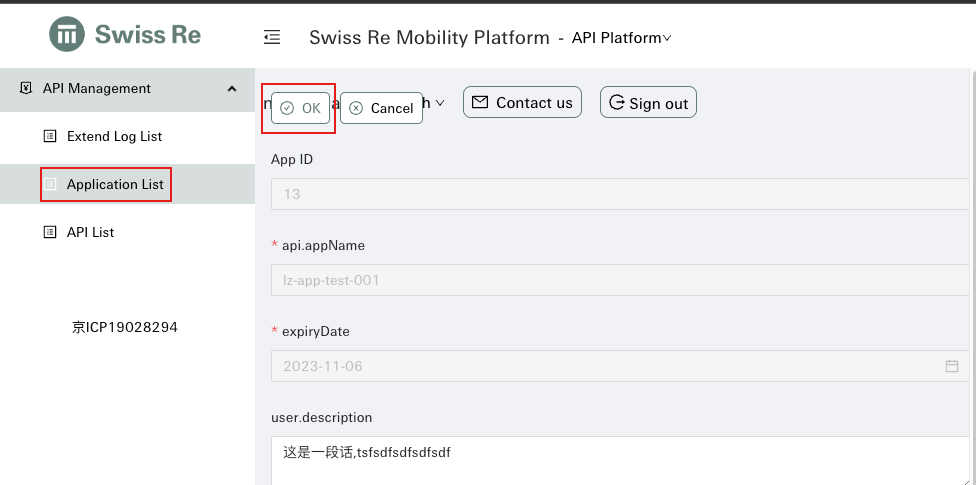 Swiss Re
Swiss Re Mobility Platform - API Platform
API Management
OK
Cancel
h
Contact us
Sign out
Extend Log List
Application List
API List
京ICP19028294
App ID
13
* api.appName
lz-app-test-001
* expiryDate
2023-11-06
user.description
这是一段话,tsfsdfsdfsdfsdf